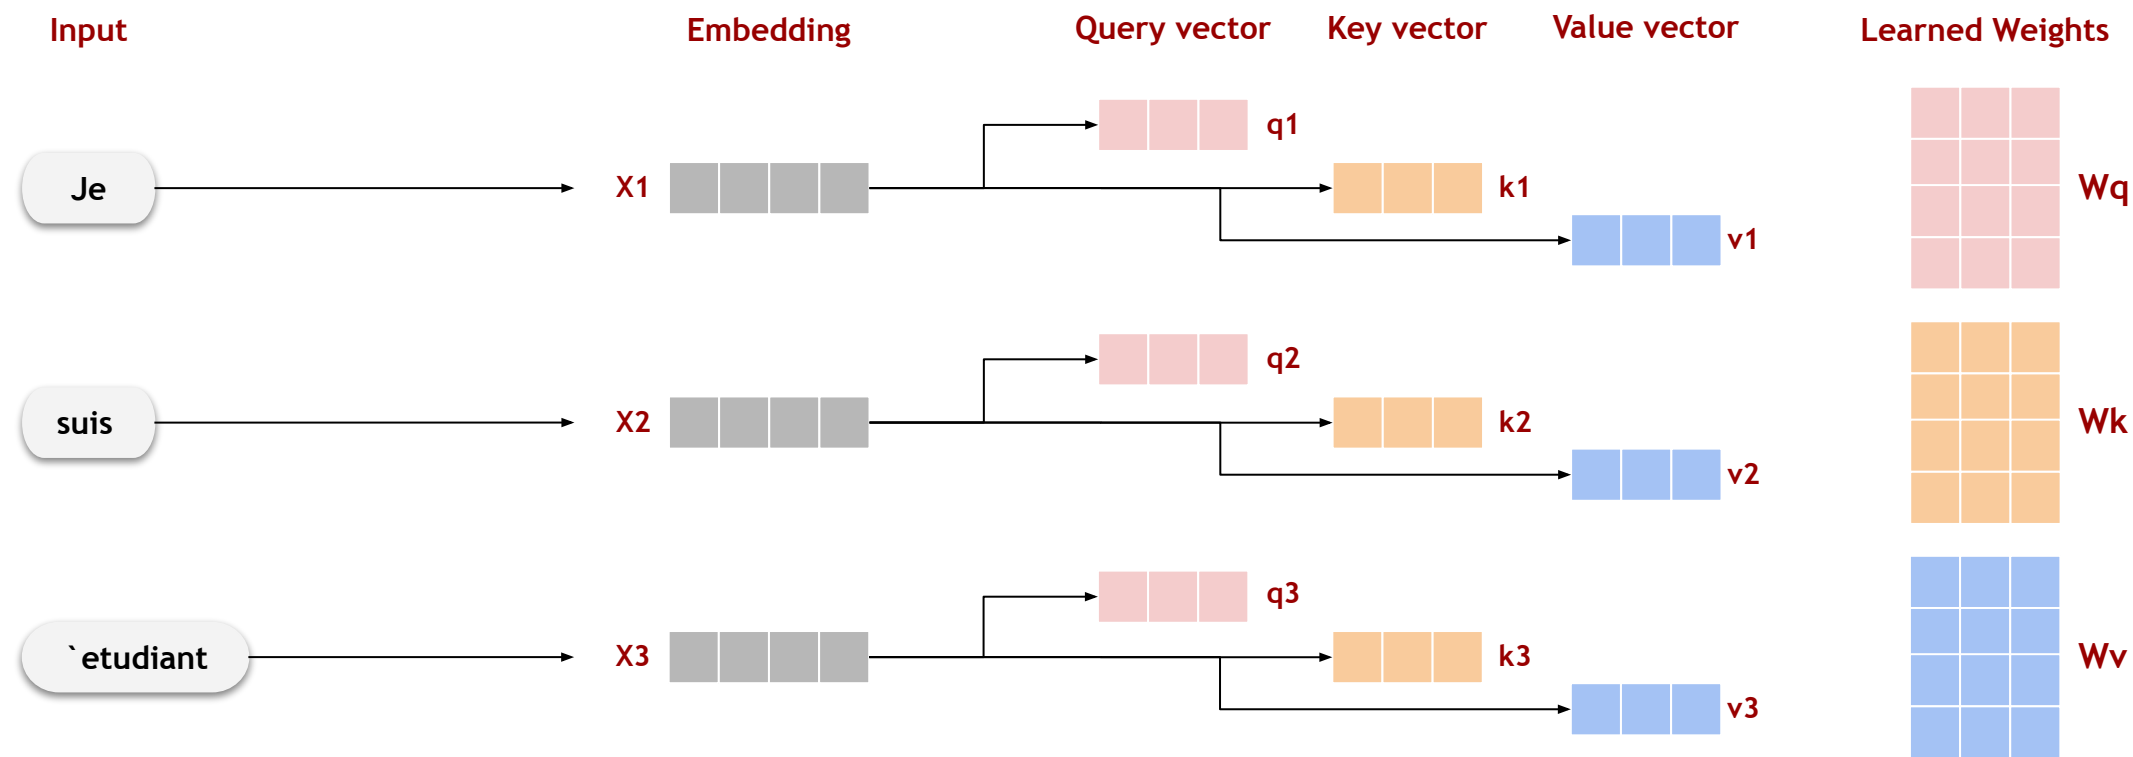 Input
Embedding
Query vector
Key vector
Value vector
Learned Weights
Je
X1
q1
k1
v1
Wq
suis
X2
q2
k2
v2
Wk
`etudiant
X3
q3
k3
v3
Wv